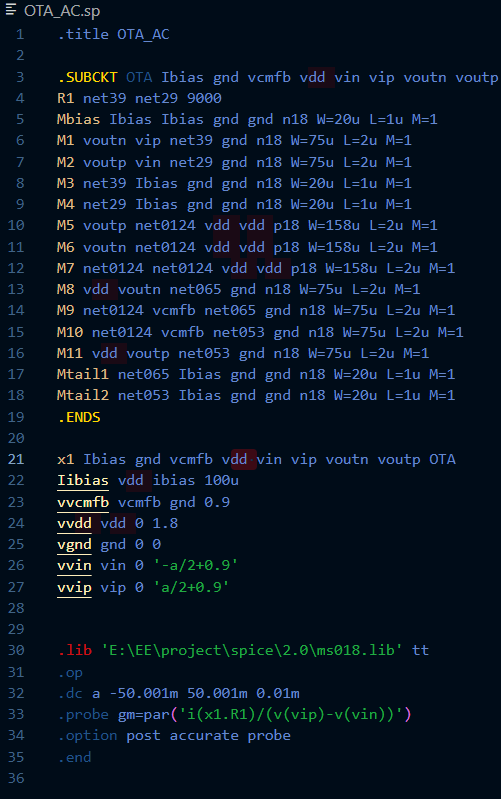 OTA_AC.sp
1 .title OTA_AC
2
3 .SUBCKT OTA Ibias gnd vcmfb vdd vin vip voutn voutp
4 R1 net39 net29 9000
5 Mbias Ibias Ibias gnd gnd n18 W=20u L=1u M=1
6 M1 voutn vip net39 gnd n18 W=75u L=2u M=1
7 M2 voutp vin net29 gnd n18 W=75u L=2u M=1
8 M3 net39 Ibias gnd gnd n18 W=20u L=1u M=1
9 M4 net29 Ibias gnd gnd n18 W=20u L=1u M=1
10 M5 voutp net0124 vdd vdd p18 W=158u L=2u M=1
11 M6 voutn net0124 vdd vdd p18 W=158u L=2u M=1
12 M7 net0124 net0124 vdd vdd p18 W=158u L=2u M=1
13 M8 vdd voutn net065 gnd n18 W=75u L=2u M=1
14 M9 net0124 vcmfb net065 gnd n18 W=75u L=2u M=1
15 M10 net0124 vcmfb net053 gnd n18 W=75u L=2u M=1
16 M11 vdd voutp net053 gnd n18 W=75u L=2u M=1
17 Mtail1 net065 Ibias gnd gnd n18 W=20u L=1u M=1
18 Mtail2 net053 Ibias gnd gnd n18 W=20u L=1u M=1
19 .ENDS
20
21 x1 Ibias gnd vcmfb vdd vin vip voutn voutp OTA
22 Iibias vdd ibias 100u
23 vvcmfb vcmfb gnd 0.9
24 vvdd vdd 0 1.8
25 vgnd gnd 0 0
26 vvin vin 0 '-a/2+0.9'
27 vvip vip 0 'a/2+0.9'
28
29
30 .lib 'E:\EE\project\spice\2.0\ms018.lib' tt
31 .op
32 .dc a -50.001m 50.001m 0.01m
33 .probe gm=par('i(x1.R1)/(v(vip)-v(vin))')
34 .option post accurate probe
35 .end
36